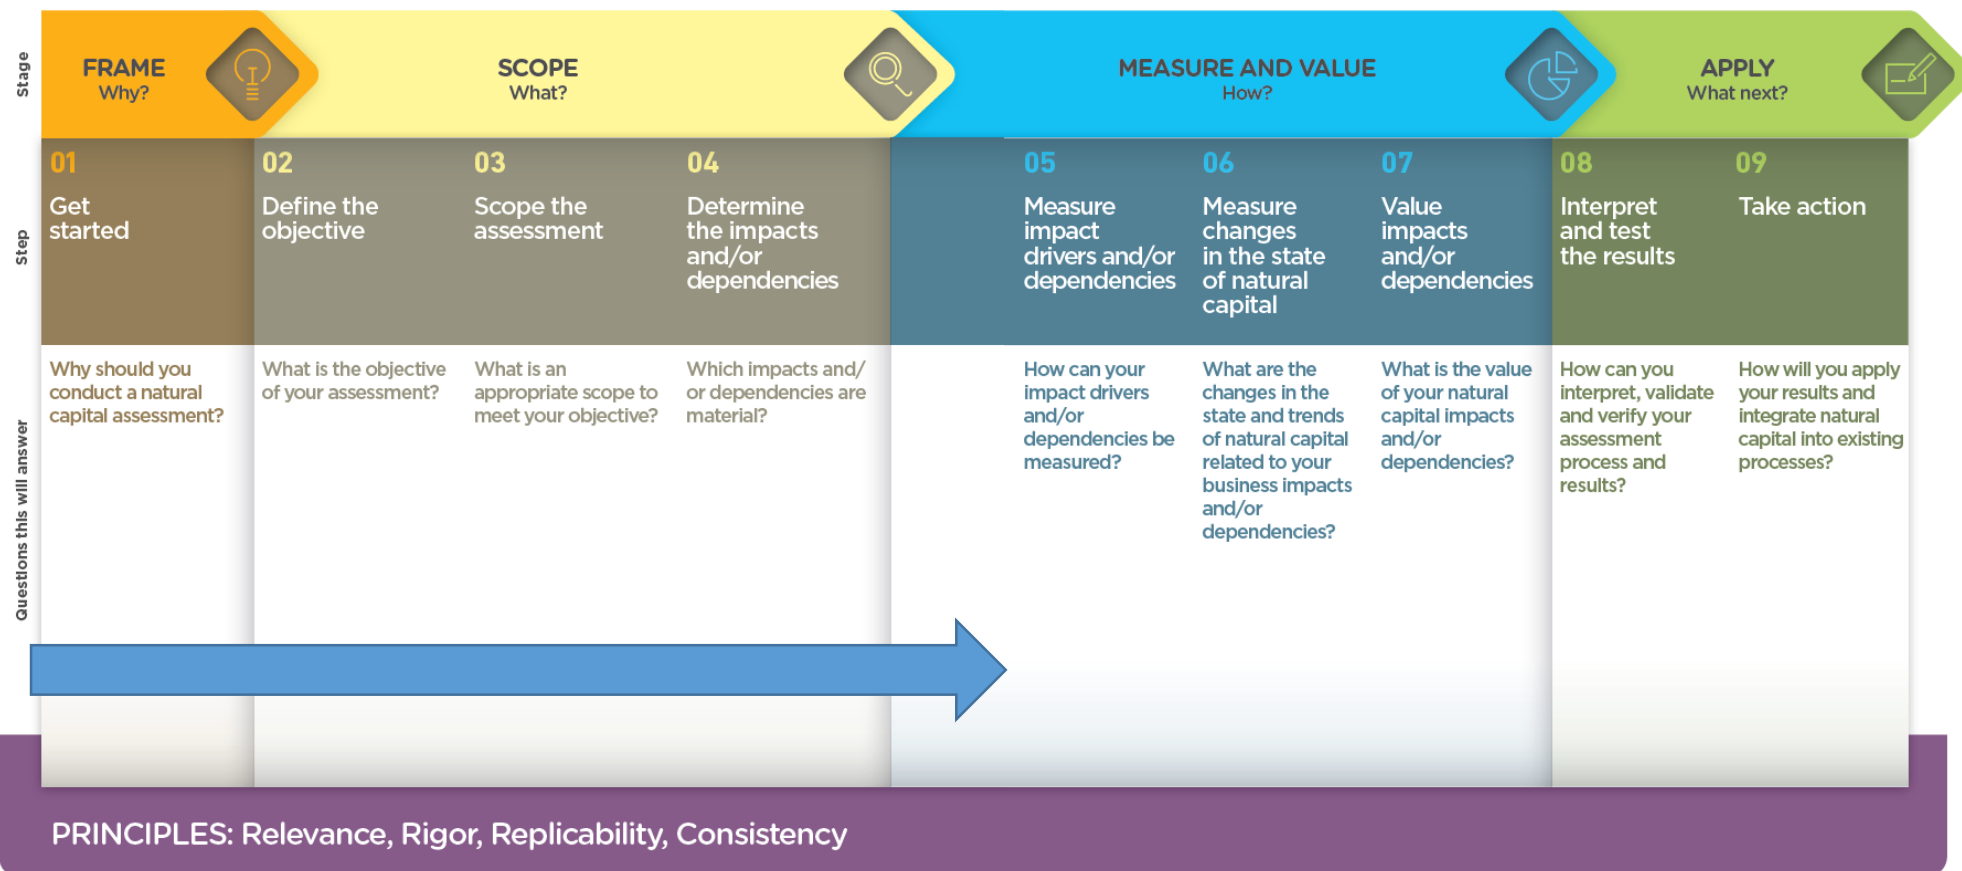 Stage
FRAME
Why?
SCOPE
What?
MEASURE AND VALUE
How?
APPLY
What next?
Step
01
Get
started
02
Define the
objective
03
Scope the
assessment
04
Determine
the impacts
and/or
dependencies
05
Measure
impact
drivers and/or
dependencies
06
Measure
changes
in the state
of natural
capital
07
Value
impacts
and/or
dependencies
08
Interpret
and test
the results
09
Take action
Questions this will answer
Why should you
conduct a natural
capital assessment?
What is the objective
of your assessment?
What is an
appropriate scope to
meet your objective?
Which impacts and/
or dependencies are
material?
How can your
impact drivers
and/or
dependencies be
measured?
What are the
changes in the
state and trends
of natural capital
related to your
business impacts
and/or
dependencies?
What is the value
of your natural
capital impacts
and/or
dependencies?
How can you
interpret, validate
and verify your
assessment
process and
results?
How will you apply
your results and
integrate natural
capital into existing
processes?
PRINCIPLES: Relevance, Rigor, Replicability, Consistency